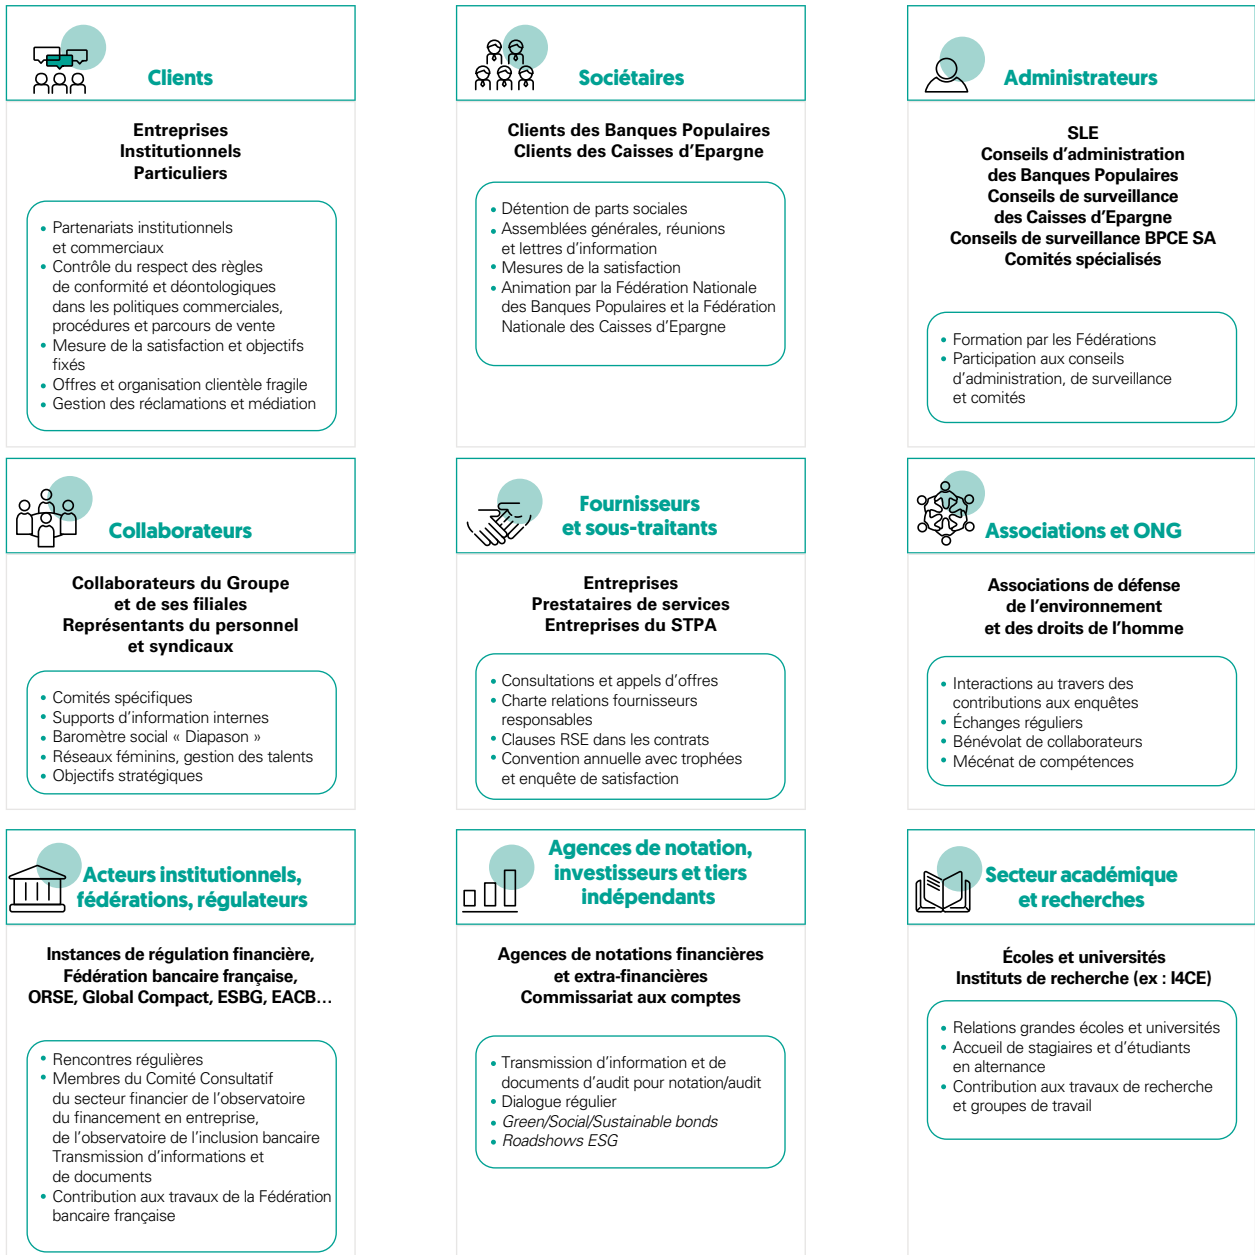 Clients
Entreprises
Institutionnels
Particuliers
• Partenariats institutionnels
et commerciaux
• Contrôle du respect des règles
de conformité et déontologiques
dans les politiques commerciales,
procédures et parcours de vente
• Mesure de la satisfaction et objectifs
fixés
• Offres et organisation clientèle fragile
• Gestion des réclamations et médiation
Sociétaires
Clients des Banques Populaires
Clients des Caisses d'Epargne
• Détention de parts sociales
• Assemblées générales, réunions
et lettres d'information
• Mesures de la satisfaction
• Animation par la Fédération Nationale
des Banques Populaires et la Fédération
Nationale des Caisses d'Epargne
Administrateurs
SLE
Conseils d'administration
des Banques Populaires
Conseils de surveillance
des Caisses d'Epargne
Conseils de surveillance BPCE SA
Comités spécialisés
• Formation par les Fédérations
• Participation aux conseils
d'administration, de surveillance
et comités
Collaborateurs
Collaborateurs du Groupe
et de ses filiales
Représentants du personnel
et syndicaux
• Comités spécifiques
• Supports d'information internes
• Baromètre social « Diapason »
• Réseaux féminins, gestion des talents
• Objectifs stratégiques
Fournisseurs
et sous-traitants
Entreprises
Prestataires de services
Entreprises du STPA
• Consultations et appels d'offres
• Charte relations fournisseurs
responsables
• Clauses RSE dans les contrats
• Convention annuelle avec trophées
et enquête de satisfaction
Associations et ONG
Associations de défense
de l'environnement
et des droits de l'homme
• Interactions au travers des
contributions aux enquêtes
• Échanges réguliers
• Bénévolat de collaborateurs
• Mécénat de compétences
Acteurs institutionnels,
fédérations, régulateurs
Instances de régulation financière,
Fédération bancaire française,
ORSE, Global Compact, ESBG, EACB…
• Rencontres régulières
• Membres du Comité Consultatif
du secteur financier de l'observatoire
du financement en entreprise,
de l'observatoire de l'inclusion bancaire
Transmission d'informations et
de documents
• Contribution aux travaux de la Fédération
bancaire française
Agences de notation,
investisseurs et tiers
indépendants
Agences de notations financières
et extra-financières
Commissariat aux comptes
• Transmission d'information et de
documents d'audit pour notation/audit
• Dialogue régulier
• Green/Social/Sustainable bonds
• Roadshows ESG
Secteur académique
et recherches
Écoles et universités
Instituts de recherche (ex : I4CE)
• Relations grandes écoles et universités
• Accueil de stagiaires et d'étudiants
en alternance
• Contribution aux travaux de recherche
et groupes de travail